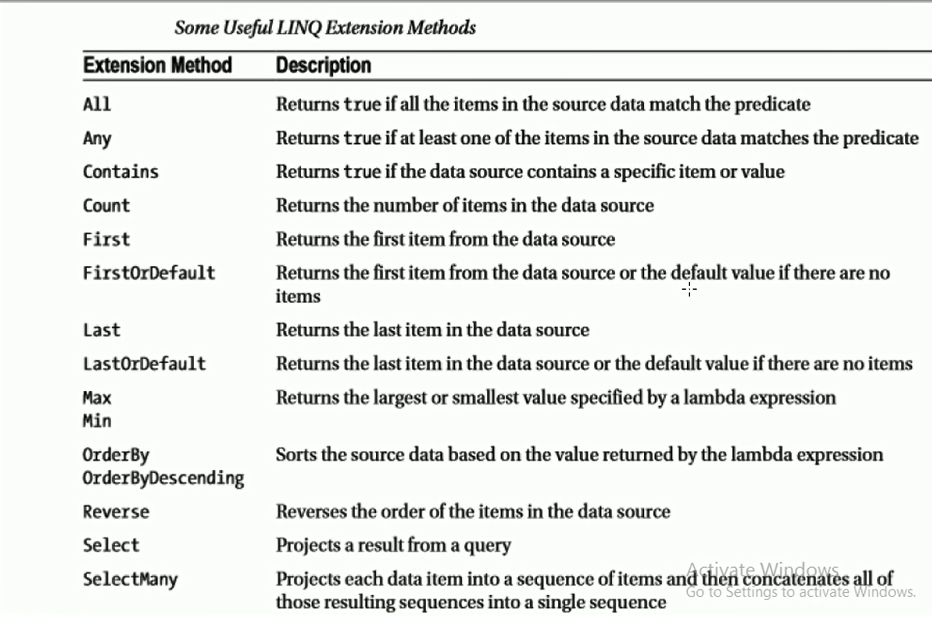 Some Useful LINQ Extension Methods
Extension Method Description
All Returns true if all the items in the source data match the predicate
Any Returns true if at least one of the items in the source data matches the predicate
Contains Returns true if the data source contains a specific item or value
Count Returns the number of items in the data source
First Returns the first item from the data source
FirstOrDefault Returns the first item from the data source or the default value if there are no
items
Last Returns the last item in the data source
LastOrDefault Returns the last item in the data source or the default value if there are no items
Max Returns the largest or smallest value specified by a lambda expression
Min
OrderBy Sorts the source data based on the value returned by the lambda expression
OrderByDescending
Reverse Reverses the order of the items in the data source
Select Projects a result from a query
SelectMany Projects each data item into a sequence of items and then concatenates all of
those resulting sequences into a single sequence
Activate Windows
Go to Settings to activate Windows.